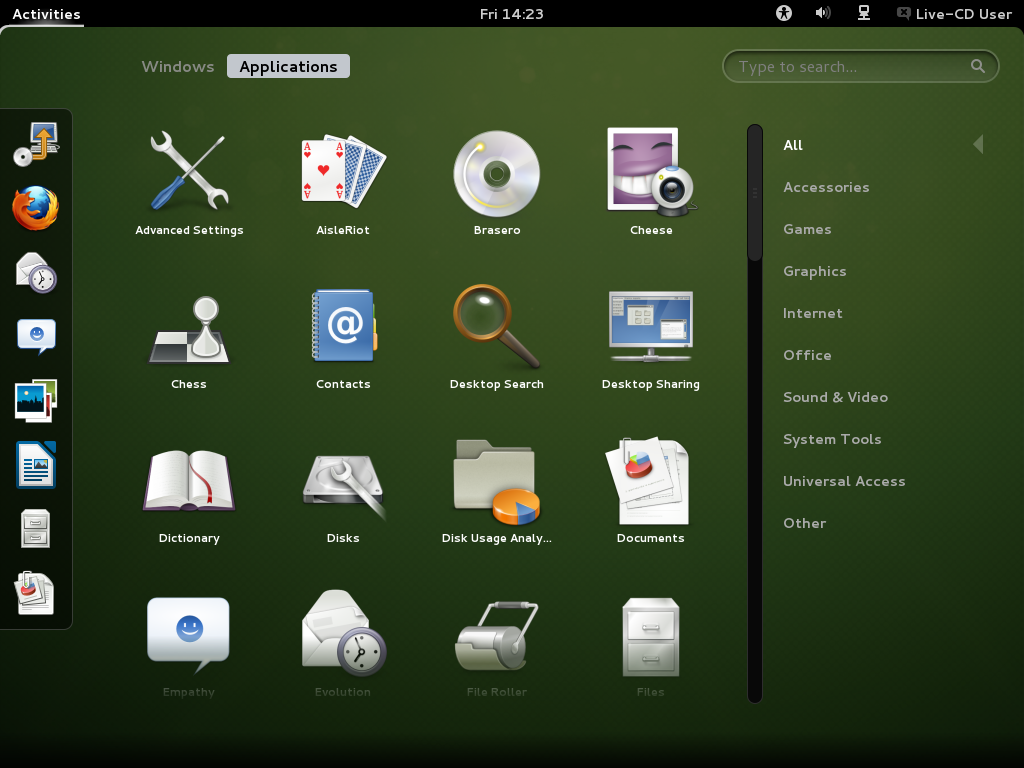 Activities
Fri 14:23
Live-CD User
Windows
Applications
Type to search...
Advanced Settings
AisleRiot
Brasero
Cheese
Chess
Contacts
Desktop Search
Desktop Sharing
Dictionary
Disks
Disk Usage Analy...
Documents
Empathy
Evolution
File Roller
Files
All
Accessories
Games
Graphics
Internet
Office
Sound & Video
System Tools
Universal Access
Other